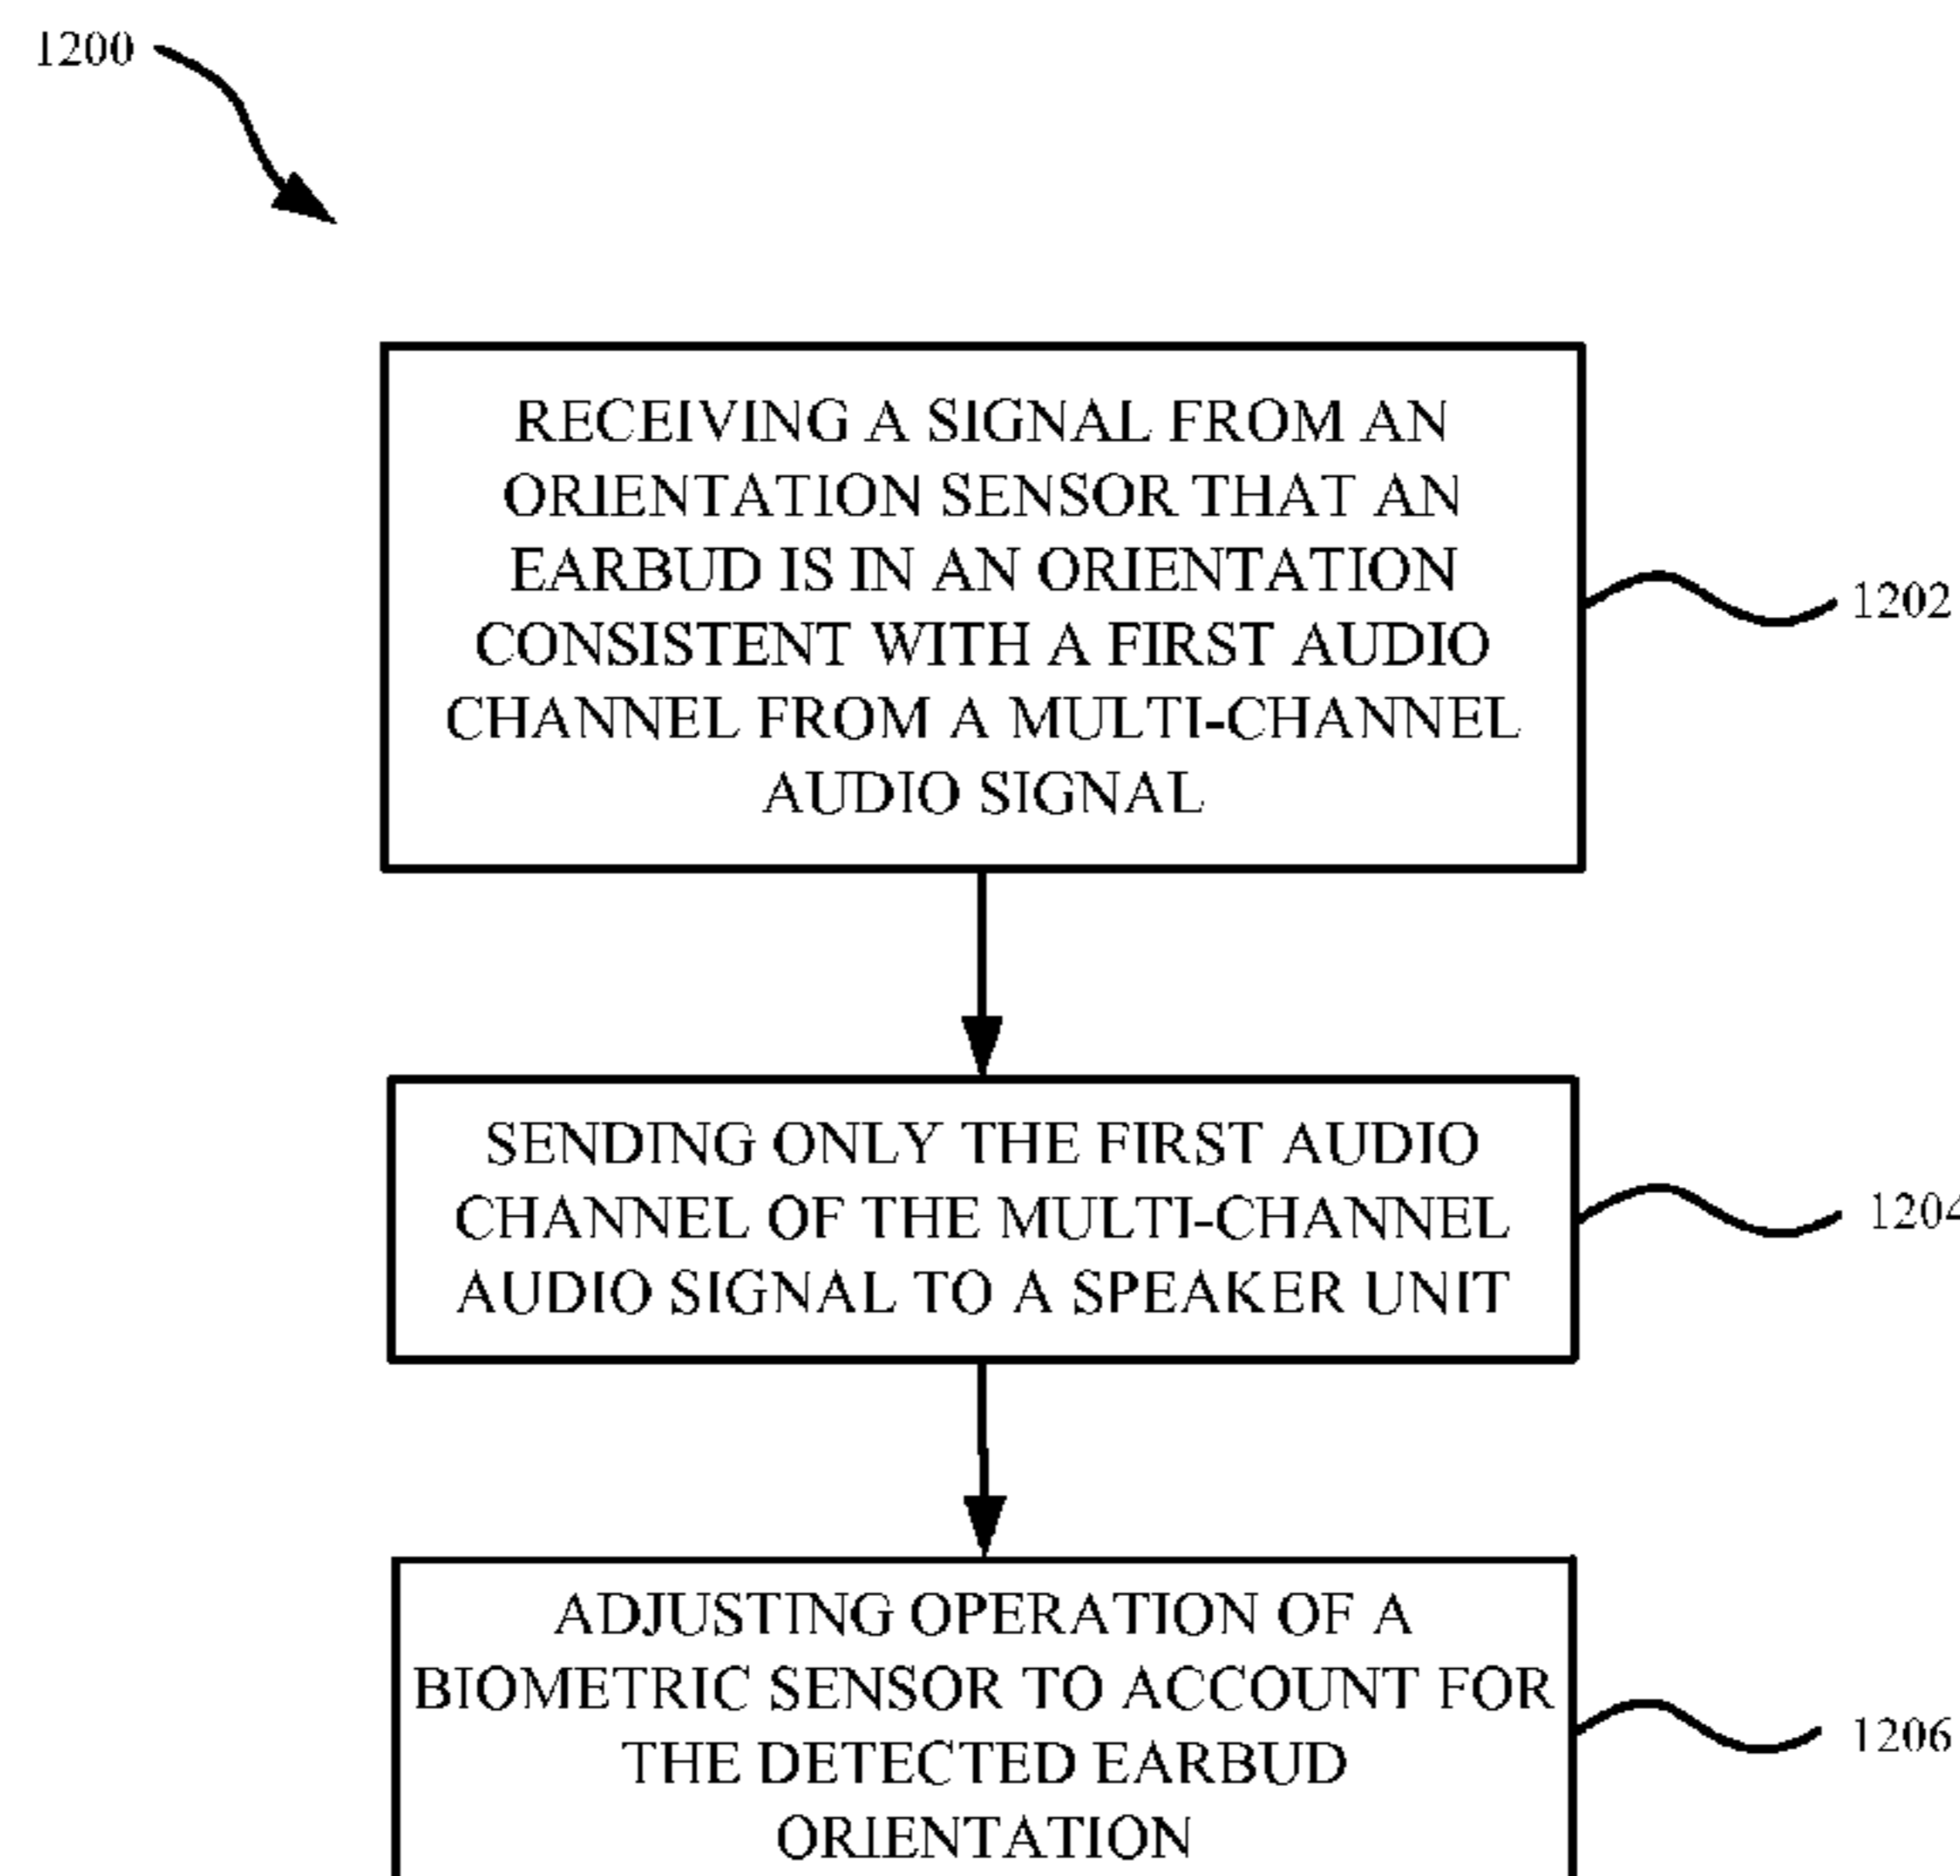 1200
RECEIVING A SIGNAL FROM AN
ORIENTATION SENSOR THAT AN
EARBUD IS IN AN ORIENTATION
CONSISTENT WITH A FIRST AUDIO
CHANNEL FROM A MULTI-CHANNEL
AUDIO SIGNAL
1202
SENDING ONLY THE FIRST AUDIO
CHANNEL OF THE MULTI-CHANNEL
AUDIO SIGNAL TO A SPEAKER UNIT
1204
ADJUSTING OPERATION OF A
BIOMETRIC SENSOR TO ACCOUNT FOR
THE DETECTED EARBUD
ORIENTATION
1206